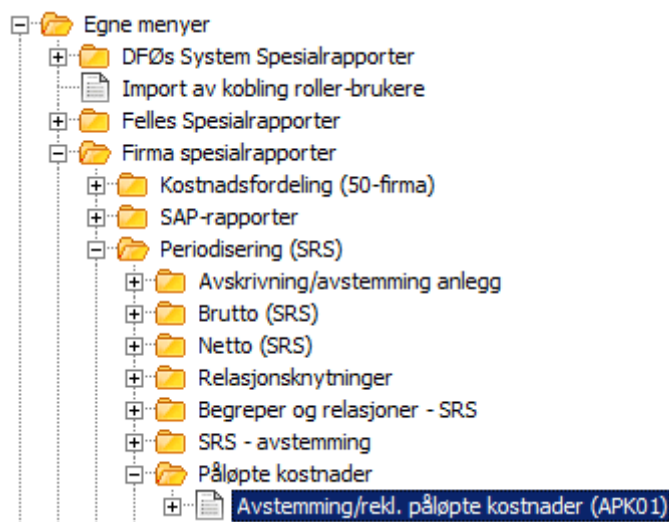 Egne menyer
DFØs System Spesialrapporter
Import av kobling roller-brukere
Felles Spesialrapporter
Firma spesialrapporter
Kostnadsfordeling (50-firma)
SAP-rapporter
Periodisering (SRS)
Avskrivning/avstemming anlegg
Brutto (SRS)
Netto (SRS)
Relasjonsknytninger
Begreper og relasjoner - SRS
SRS - avstemming
Påløpte kostnader
Avstemming/rekl. påløpte kostnader (APK01)